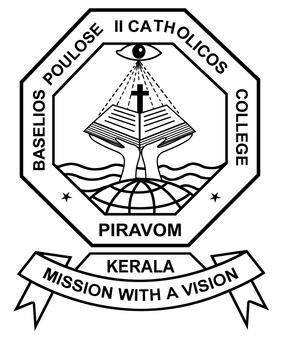 BASELIOS POULOSE II CATHOLICOS COLLEGE
PIRAVOM
KERALA
MISSION WITH A VISION